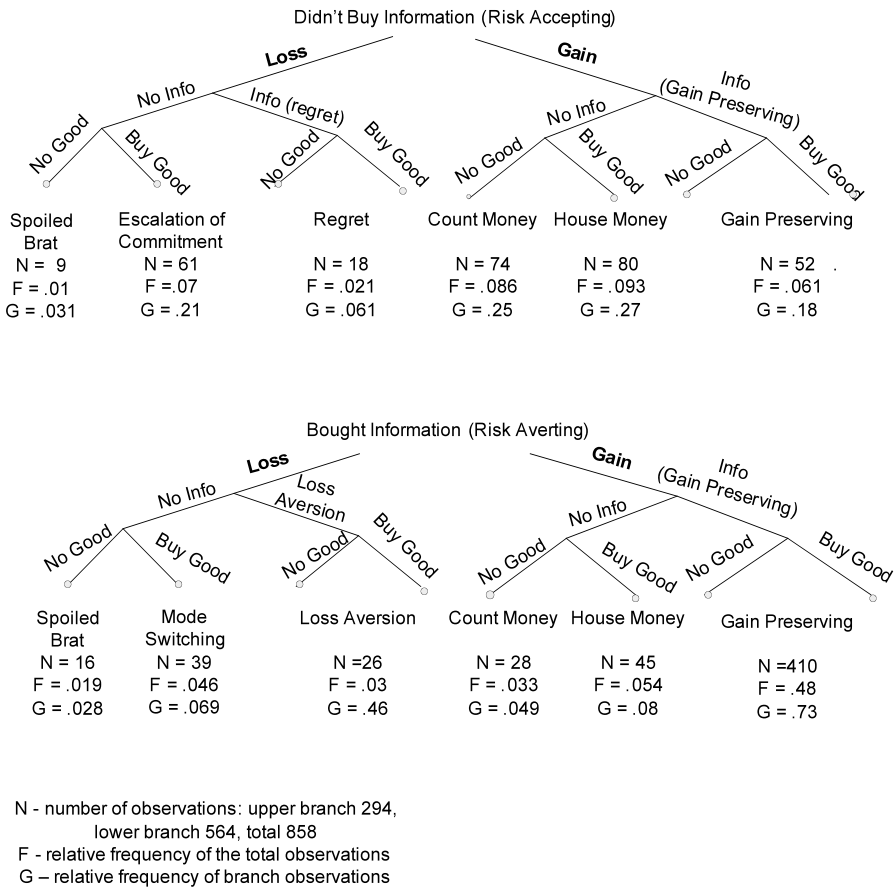 Didn't Buy Information (Risk Accepting)
Loss
Gain
No Info
Info (regret)
No Info
Info
(Gain Preserving)
No Good
Buy Good
No Good
Buy Good
No Good
Buy Good
No Good
Buy Good
Spoiled
Brat
N = 9
F = .01
G = .031
Escalation of
Commitment
N = 61
F =.07
G = .21
Regret
N = 18
F = .021
G = .061
Count Money
N = 74
F = .086
G = .25
House Money
N = 80
F = .093
G = .27
Gain Preserving
N = 52 .
F = .061
G = .18
Bought Information (Risk Averting)
Loss
Gain
No Info
Loss
Aversion
No Info
Info
(Gain Preserving)
No Good
Buy Good
No Good
Buy Good
No Good
Buy Good
No Good
Buy Good
Spoiled
Brat
N = 16
F = .019
G = .028
Mode
Switching
N = 39
F = .046
G = .069
Loss Aversion
N =26
F = .03
G = .46
Count Money
N = 28
F = .033
G = .049
House Money
N = 45
F = .054
G = .08
Gain Preserving
N =410
F = .48
G = .73
N - number of observations: upper branch 294,
lower branch 564, total 858
F - relative frequency of the total observations
G – relative frequency of branch observations